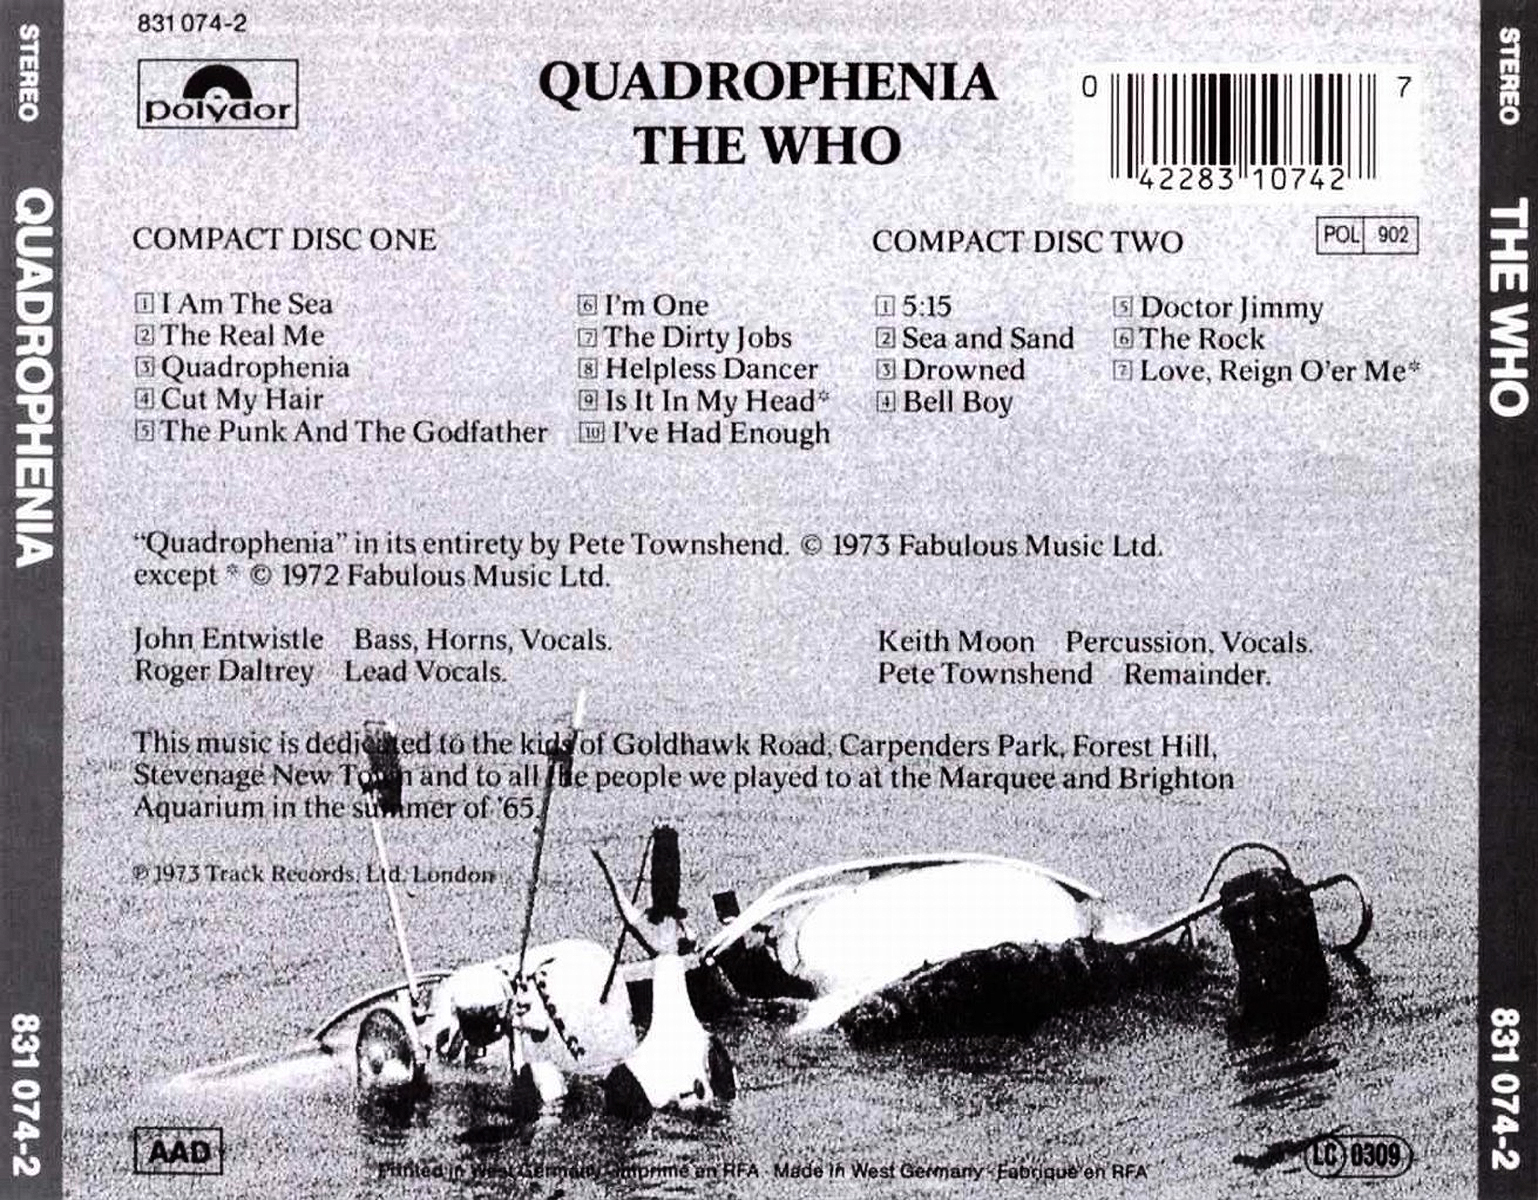 831 074-2
polydor
QUADROPHENIA
THE WHO
0 42283 10742 7
POL 902
COMPACT DISC ONE
1 I Am The Sea
2 The Real Me
3 Quadrophenia
4 Cut My Hair
5 The Punk And The Godfather
6 I'm One
7 The Dirty Jobs
8 Helpless Dancer
9 Is It In My Head*
10 I've Had Enough
COMPACT DISC TWO
1 5:15
2 Sea and Sand
3 Drowned
4 Bell Boy
5 Doctor Jimmy
6 The Rock
7 Love, Reign O'er Me*
“Quadrophenia” in its entirety by Pete Townshend. © 1973 Fabulous Music Ltd.
except * © 1972 Fabulous Music Ltd.
John Entwistle Bass, Horns, Vocals.
Roger Daltrey Lead Vocals.
Keith Moon Percussion, Vocals.
Pete Townshend Remainder.
This music is dedicated to the kids of Goldhawk Road, Carpenders Park, Forest Hill,
Stevenage New Town and to all the people we played to at the Marquee and Brighton
Aquarium in the summer of '65.
℗ 1973 Track Records, Ltd, London
AAD
Printed in West Germany · Imprimé en RFA Made in West Germany · Fabriqué en RFA
LC 0309
STEREO QUADROPHENIA 831 074-2
STEREO THE WHO 831 074-2